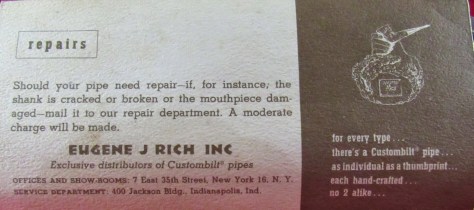 repairs
Should your pipe need repair—if, for instance, the
shank is cracked or broken or the mouthpiece dam-
aged—mail it to our repair department. A moderate
charge will be made.
EUGENE J RICH INC
Exclusive distributors of Custombilt® pipes
OFFICES AND SHOW-ROOMS: 7 East 35th Street, New York 16, N. Y.
SERVICE DEPARTMENT: 400 Jackson Bldg., Indianapolis, Ind.
for every type...
there's a Custombilt® pipe...
as individual as a thumbprint...
each hand-crafted...
no 2 alike...